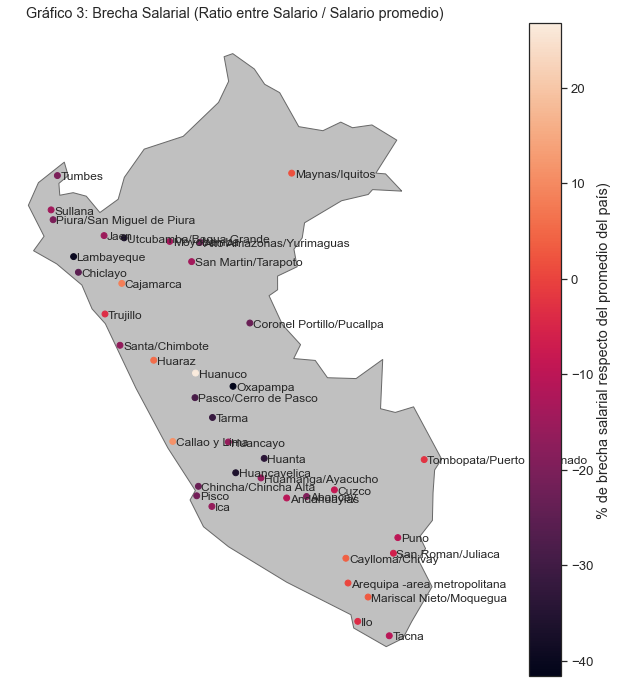 Gráfico 3: Brecha Salarial (Ratio entre Salario / Salario promedio)
Tumbes
Maynas/Iquitos
Sullana
Piura/San Miguel de Piura
Jaen
Utcubamba/Bagua Grande
Alto Amazonas/Yurimaguas
Lambayeque
San Martin/Tarapoto
Chiclayo
Cajamarca
Trujillo
Coronel Portillo/Pucallpa
Santa/Chimbote
Huaraz
Huanuco
Oxapampa
Pasco/Cerro de Pasco
Tarma
Callao y Lima
Huancayo
Huanta
Tombopata/Puerto
nado
Huancavelica
Huamanga/Ayacucho
Chincha/Chincha Alta
Cuzco
Pisco
Andahuaylas
Abancay
Ica
Puno
San Roman/Juliaca
Caylloma/Chivay
Arequipa -area metropolitana
Mariscal Nieto/Moquegua
Ilo
Tacna
20
10
0
−10
−20
−30
−40
% de brecha salarial respecto del promedio del país)